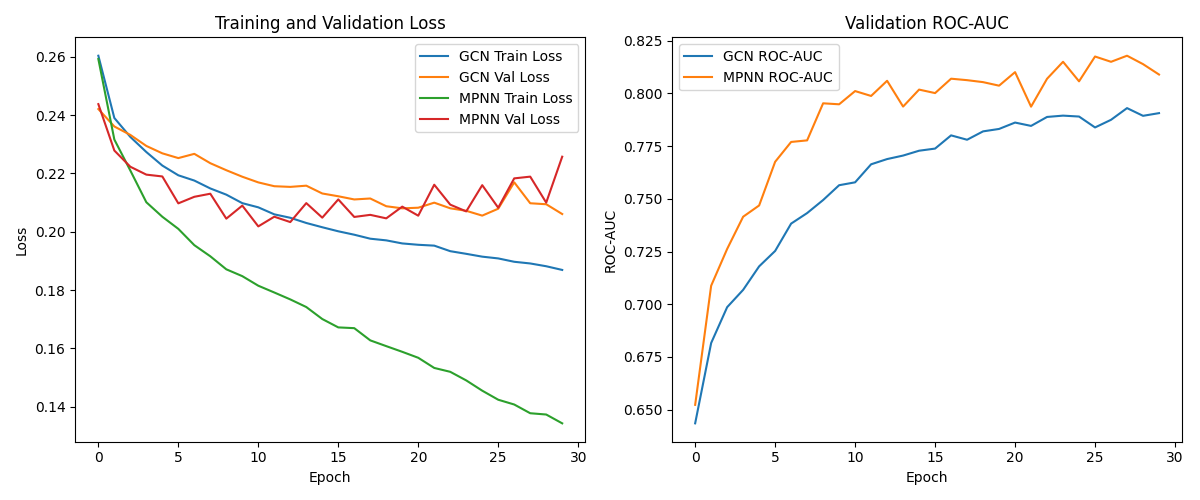 Training and Validation Loss
GCN Train Loss
GCN Val Loss
MPNN Train Loss
MPNN Val Loss
0.26
0.24
0.22
0.20
0.18
0.16
0.14
Loss
0 5 10 15 20 25 30
Epoch
Validation ROC-AUC
GCN ROC-AUC
MPNN ROC-AUC
0.825
0.800
0.775
0.750
0.725
0.700
0.675
0.650
ROC-AUC
0 5 10 15 20 25 30
Epoch